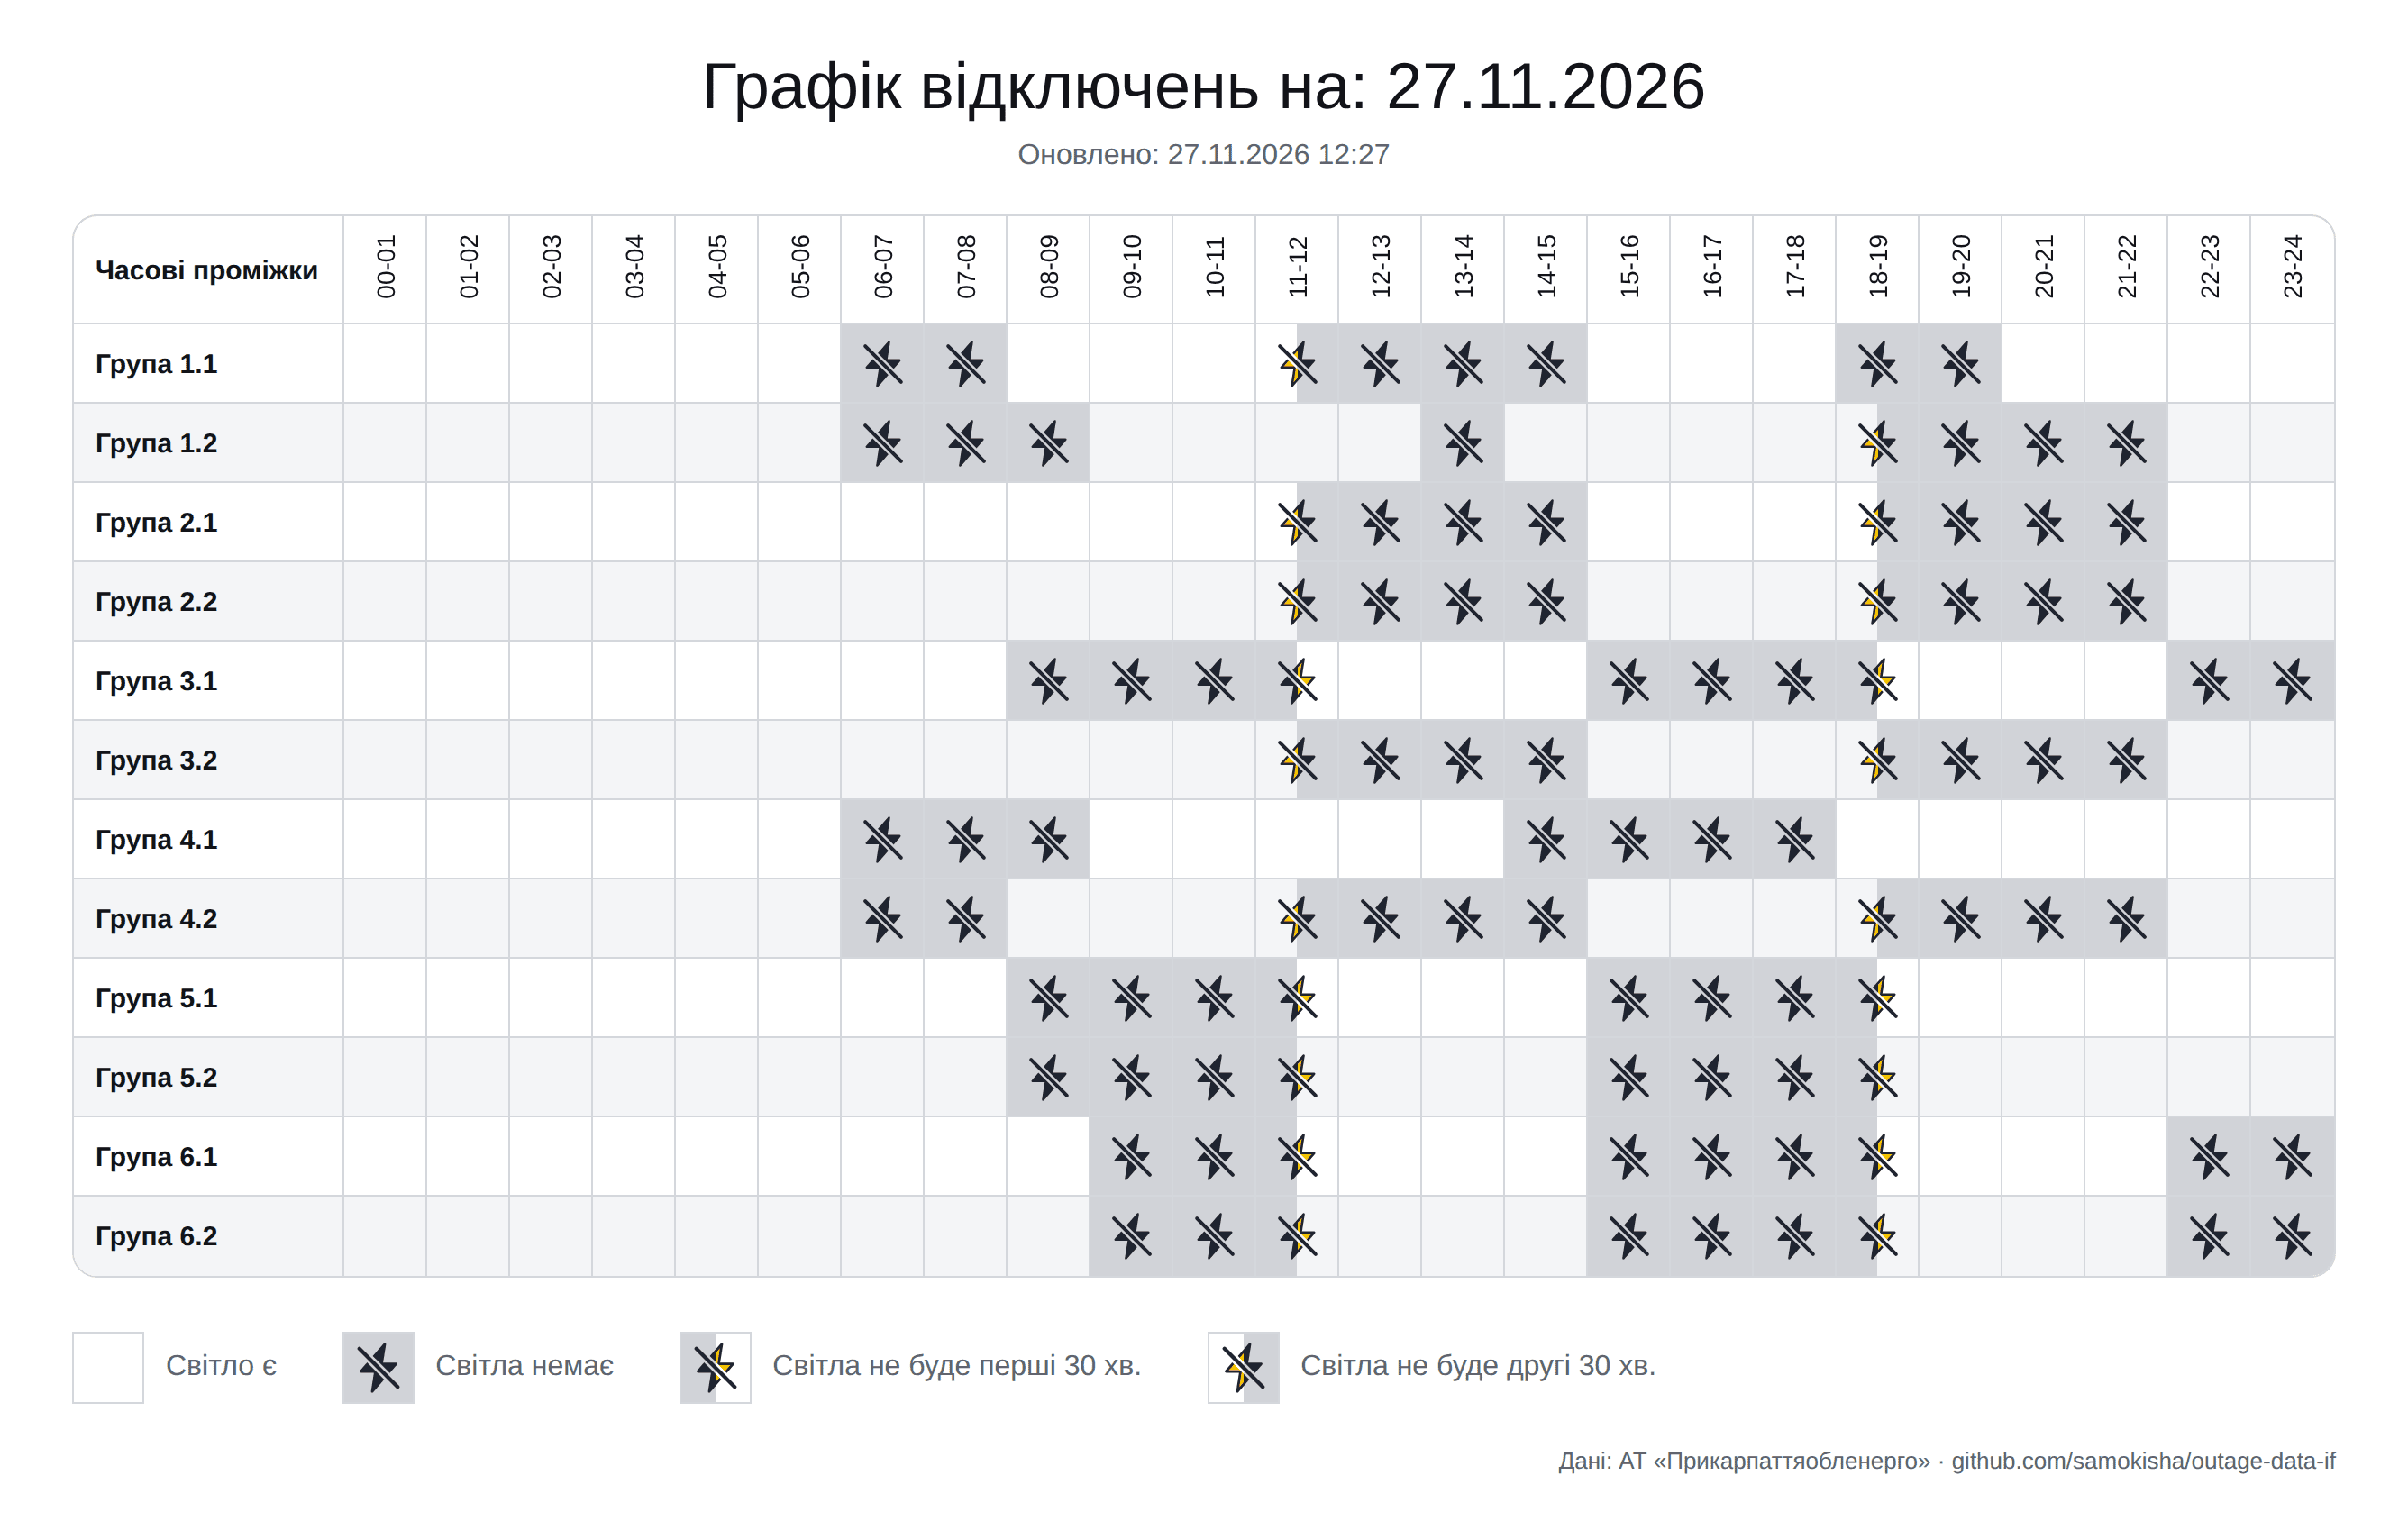 Графік відключень на: 27.11.2026
Оновлено: 27.11.2026 12:27
Часові проміжки 00-01 01-02 02-03 03-04 04-05 05-06 06-07 07-08 08-09 09-10 10-11 11-12 12-13 13-14 14-15 15-16 16-17 17-18 18-19 19-20 20-21 21-22 22-23 23-24
Група 1.1
Група 1.2
Група 2.1
Група 2.2
Група 3.1
Група 3.2
Група 4.1
Група 4.2
Група 5.1
Група 5.2
Група 6.1
Група 6.2
Світло є Світла немає Світла не буде перші 30 хв. Світла не буде другі 30 хв.
Дані: АТ «Прикарпаттяобленерго» · github.com/samokisha/outage-data-if